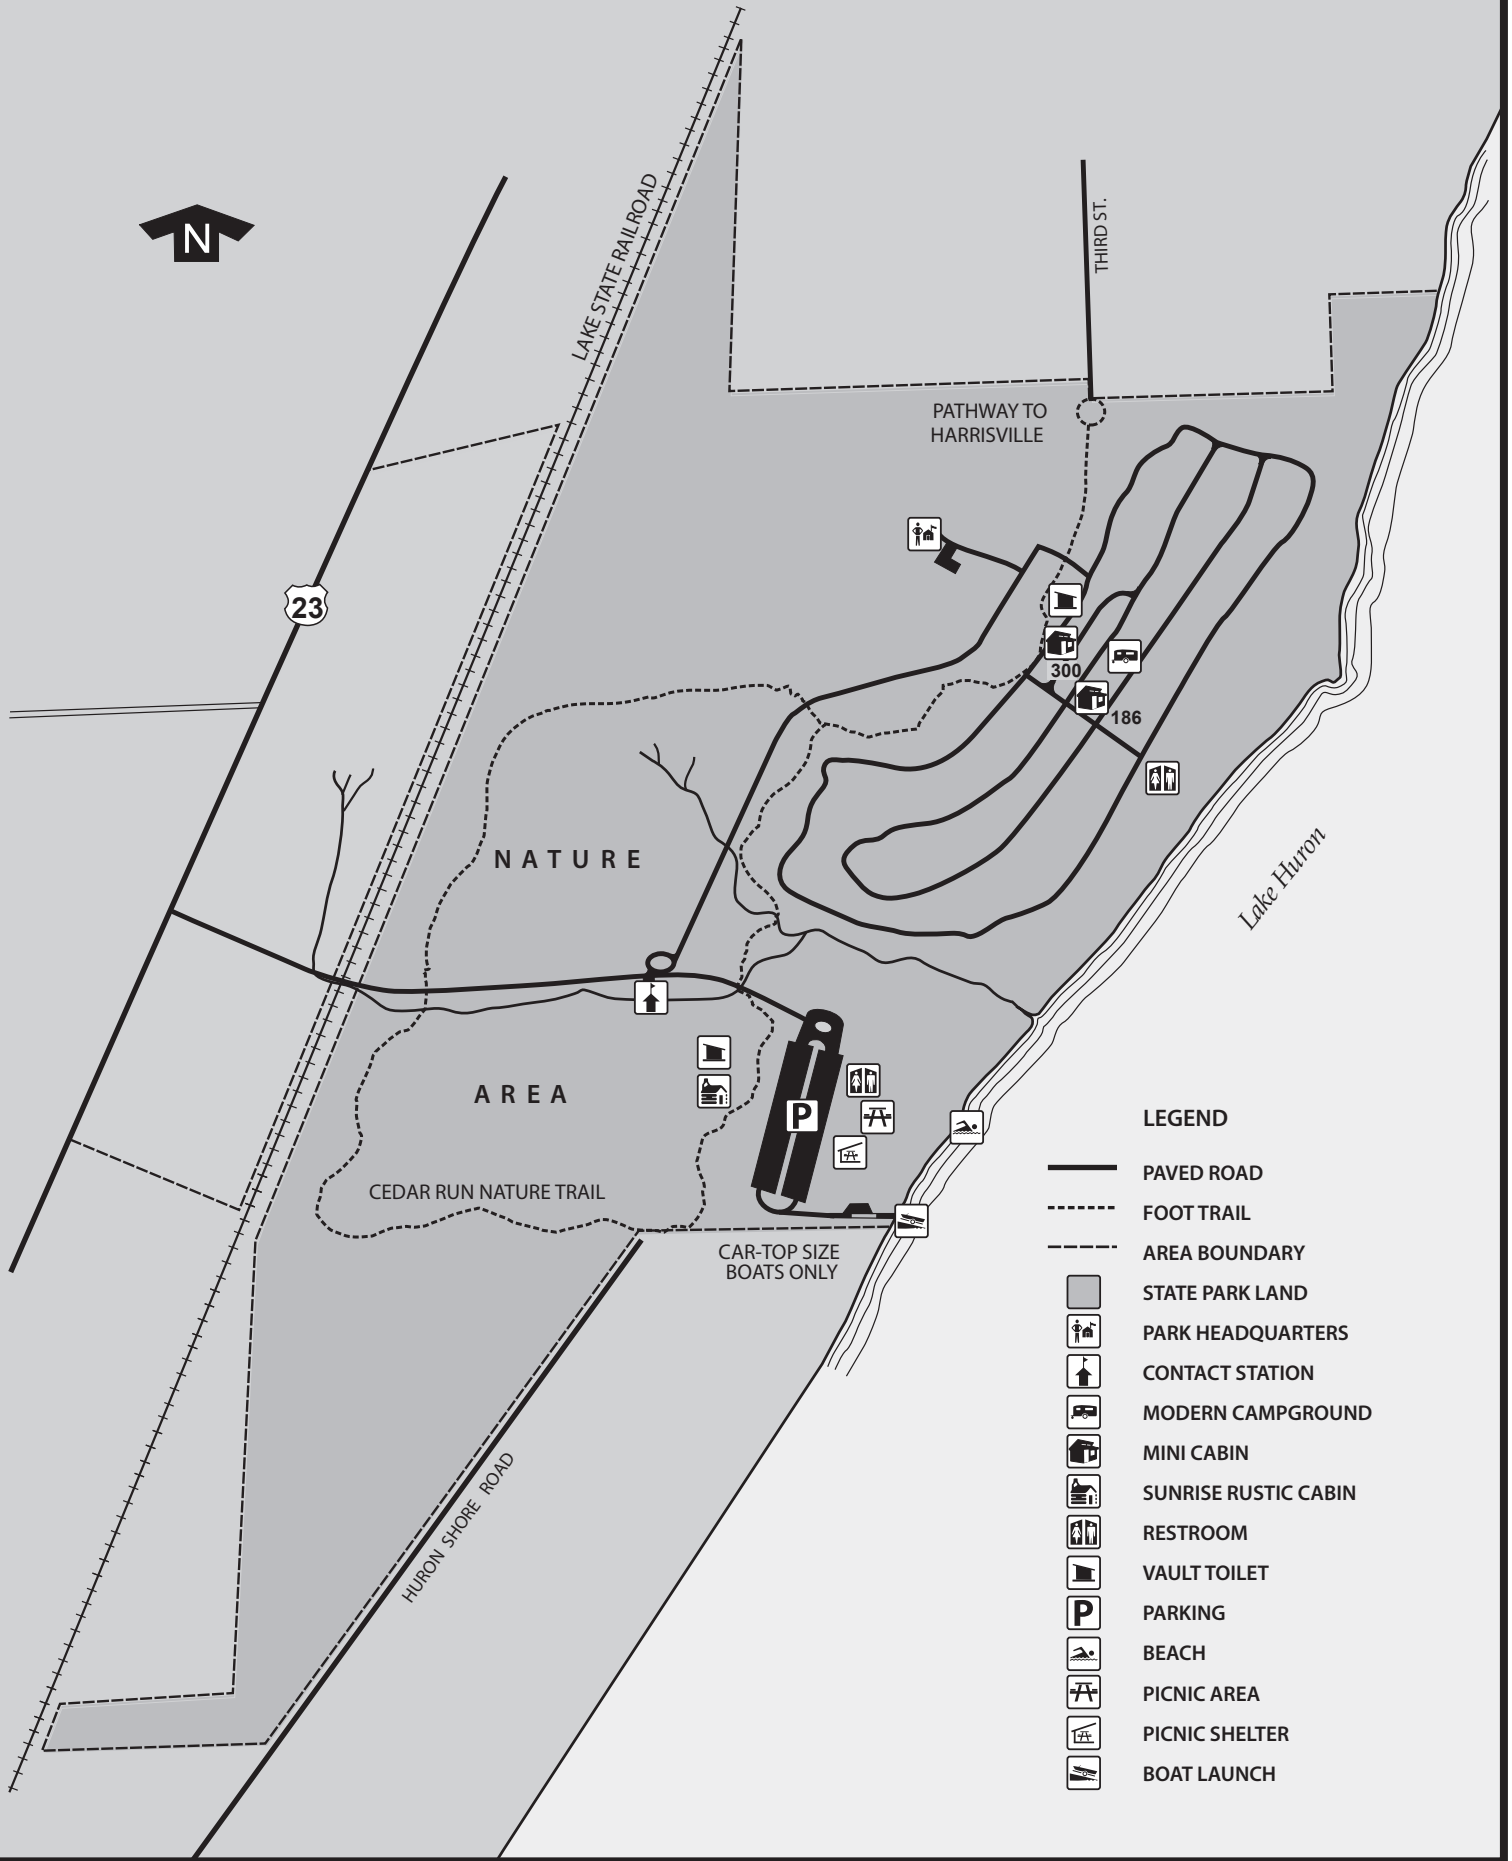 N
LAKE STATE RAILROAD
THIRD ST.
PATHWAY TO
HARRISVILLE
23
300
186
NATURE
Lake Huron
AREA
P
CEDAR RUN NATURE TRAIL
CAR-TOP SIZE
BOATS ONLY
HURON SHORE ROAD
LEGEND
PAVED ROAD
FOOT TRAIL
AREA BOUNDARY
STATE PARK LAND
PARK HEADQUARTERS
CONTACT STATION
MODERN CAMPGROUND
MINI CABIN
SUNRISE RUSTIC CABIN
RESTROOM
VAULT TOILET
P PARKING
BEACH
PICNIC AREA
PICNIC SHELTER
BOAT LAUNCH